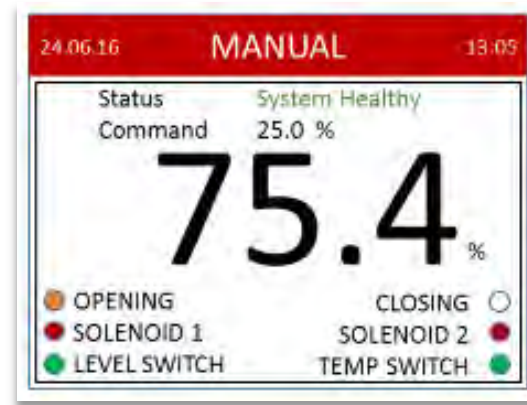 24.06.16 MANUAL 13:05
Status System Healthy
Command 25.0 %
75.4 %
OPENING CLOSING
SOLENOID 1 SOLENOID 2
LEVEL SWITCH TEMP SWITCH